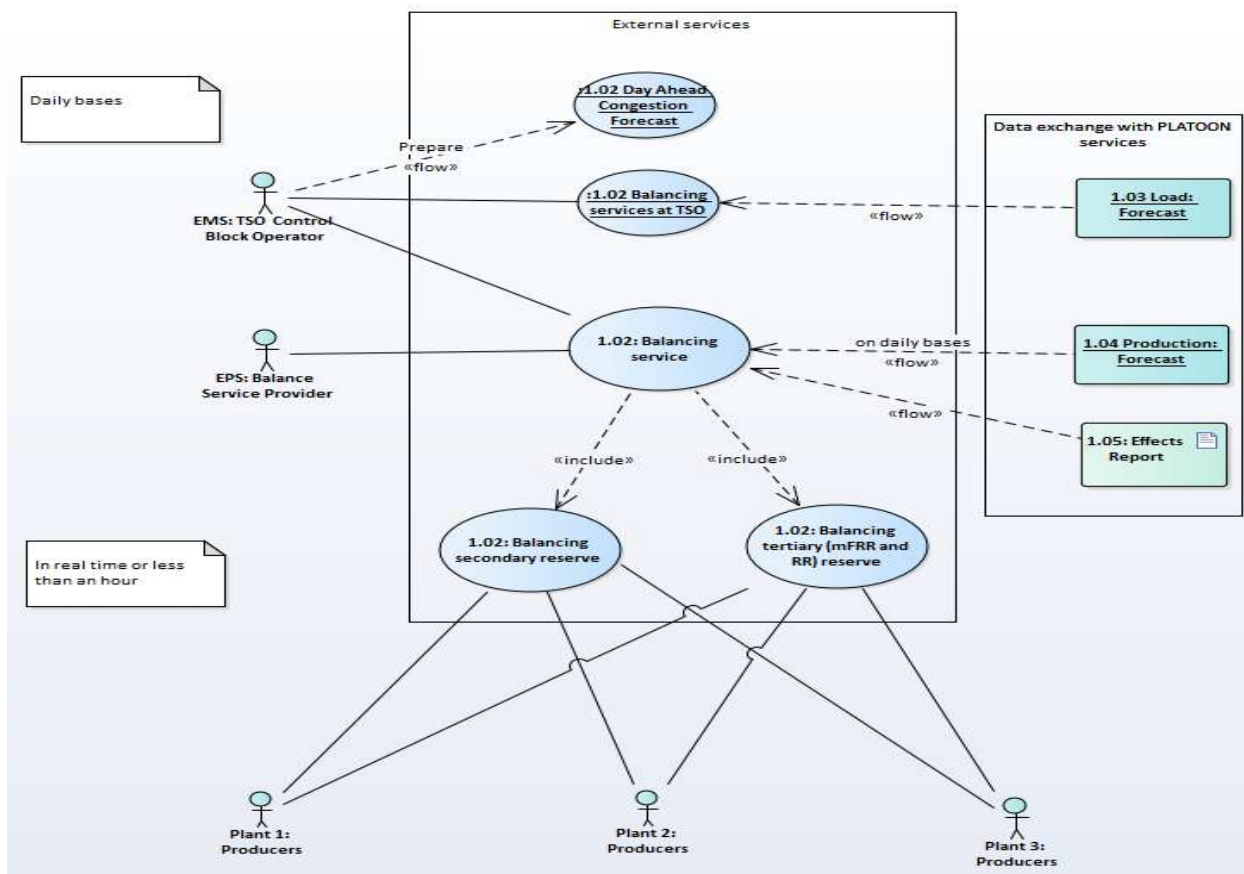 External services
Daily bases
:1.02 Day Ahead
Congestion
Forecast
Data exchange with PLATOON
services
Prepare
«flow»
EMS: TSO Control
Block Operator
:1.02 Balancing
services at TSO
«flow»
1.03 Load:
Forecast
1.02: Balancing
service
on daily bases
«flow»
1.04 Production:
Forecast
EPS: Balance
Service Provider
«flow»
1.05: Effects
Report
«include»
«include»
1.02: Balancing
secondary reserve
1.02: Balancing
tertiary (mFRR and
RR) reserve
In real time or less
than an hour
Plant 1:
Producers
Plant 2:
Producers
Plant 3:
Producers